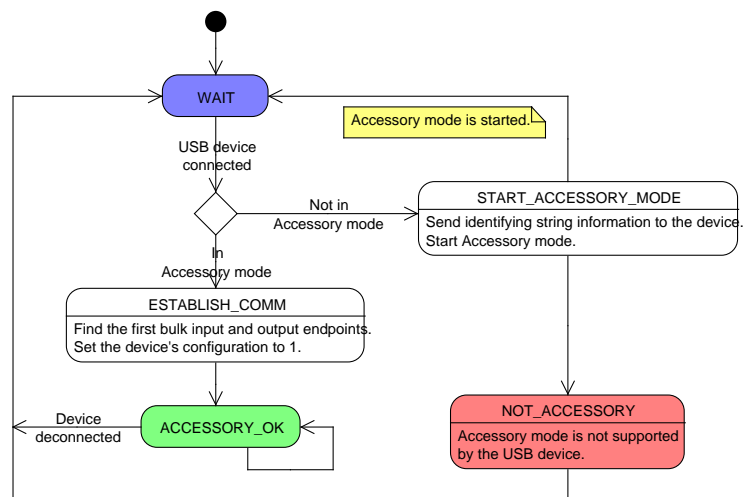 WAIT
Accessory mode is started.
USB device
connected
Not in
Accessory mode
START_ACCESSORY_MODE
Send identifying string information to the device.
Start Accessory mode.
In
Accessory mode
ESTABLISH_COMM
Find the first bulk input and output endpoints.
Set the device's configuration to 1.
Device
deconnected
ACCESSORY_OK
NOT_ACCESSORY
Accessory mode is not supported
by the USB device.